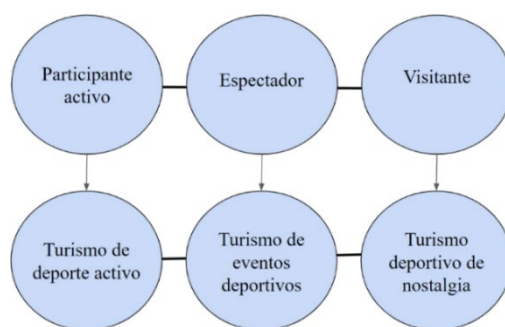 Participante
activo
Espectador
Visitante
Turismo de
deporte activo
Turismo de
eventos
deportivos
Turismo
deportivo de
nostalgia